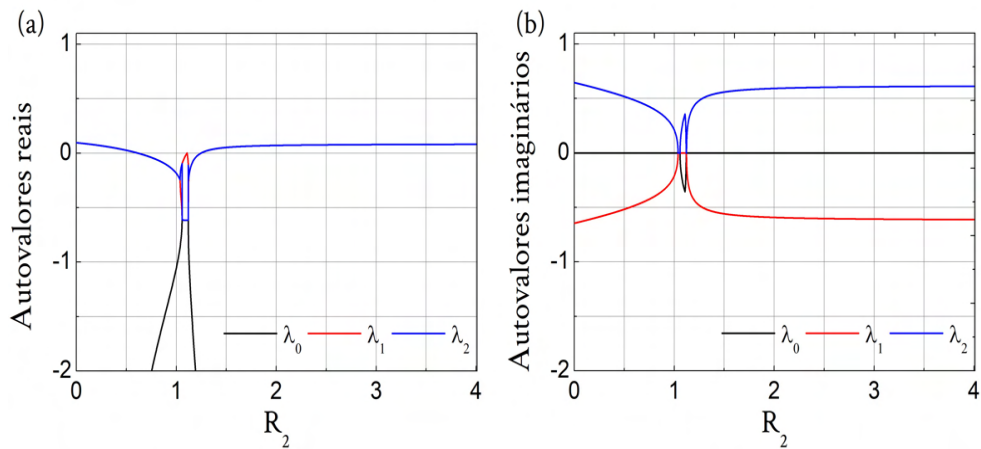 (a)
Autovalores reais
1
0
-1
-2
0 1 2 3 4
R₂
λ₀ λ₁ λ₂
(b)
Autovalores imaginários
1
0
-1
-2
0 1 2 3 4
R₂
λ₀ λ₁ λ₂